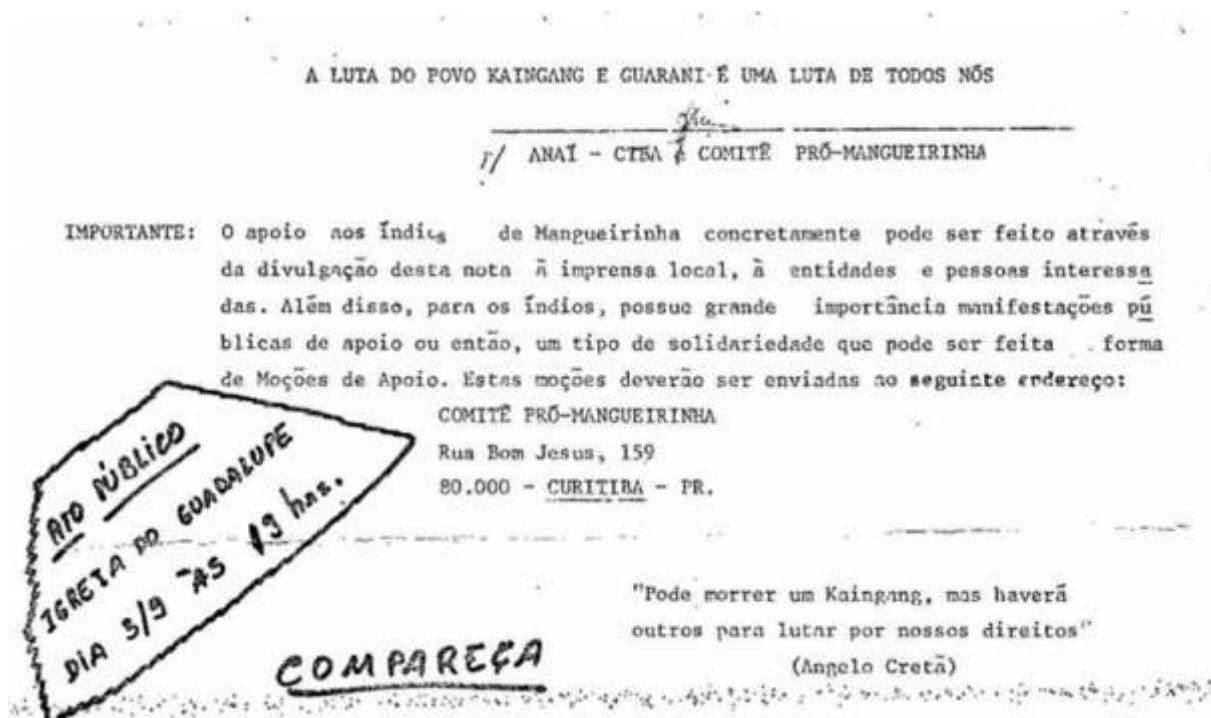 A LUTA DO POVO KAINGANG E GUARANI É UMA LUTA DE TODOS NÓS
P/ ANAÍ - CTBA E COMITÊ PRÓ-MANGUEIRINHA
IMPORTANTE: O apoio aos Índios de Mangueirinha concretamente pode ser feito através
da divulgação desta nota à imprensa local, à entidades e pessoas interessa
das. Além disso, para os índios, possue grande importância manifestações pú
blicas de apoio ou então, um tipo de solidariedade que pode ser feita forma
de Moções de Apoio. Estas moções deverão ser enviadas ao seguinte endereço:
COMITÊ PRÓ-MANGUEIRINHA
Rua Bom Jesus, 159
80.000 - CURITIBA - PR.
ATO PÚBLICO
IGREJA DO GUADALUPE
DIA 3/9 - AS 19 hrs.
COMPAREÇA
"Pode morrer um Kaingang, mas haverá
outros para lutar por nossos direitos"
(Angelo Cretã)